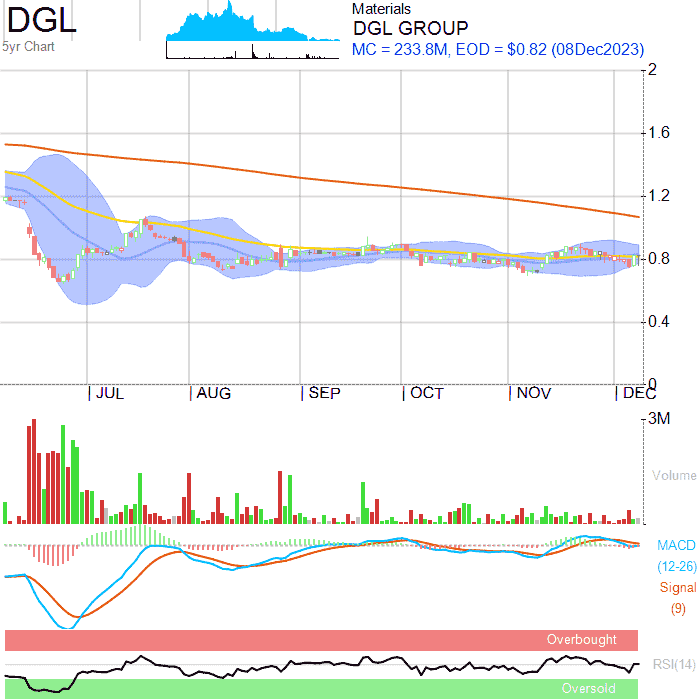 DGL
5yr Chart
Materials
DGL GROUP
MC = 233.8M, EOD = $0.82 (08Dec2023)
2
1.6
1.2
0.8
0.4
0
JUL
AUG
SEP
OCT
NOV
DEC
3M
Volume
MACD
(12-26)
Signal
(9)
Overbought
RSI(14)
Oversold